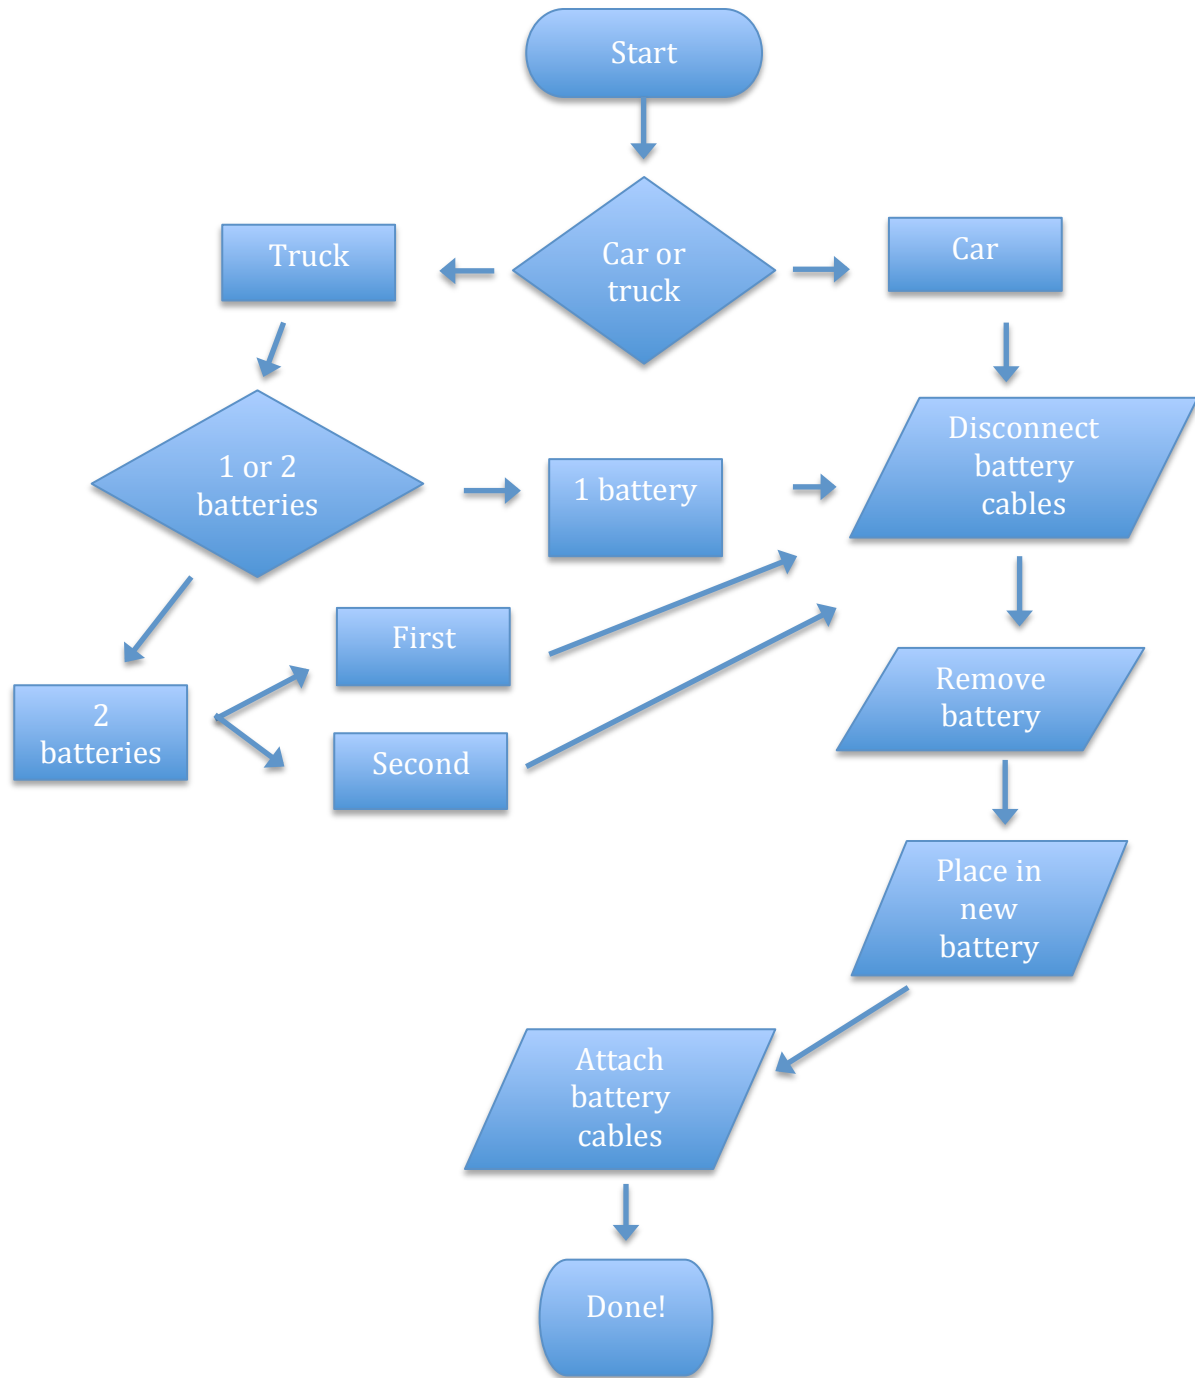 Start
Truck
Car or
truck
Car
1 or 2
batteries
1 battery
Disconnect
battery
cables
First
2
batteries
Second
Remove
battery
Place in
new
battery
Attach
battery
cables
Done!